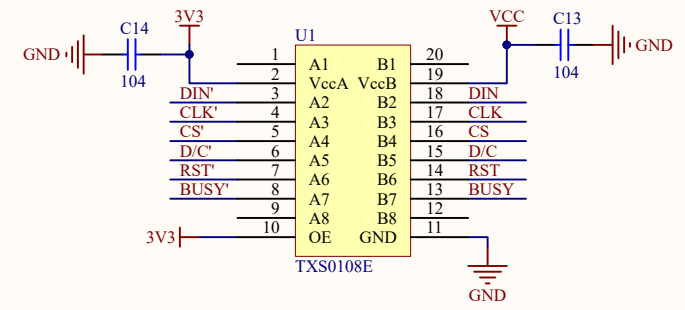 C14 3V3 VCC C13
GND U1 GND
104 104
1 A1 B1 20
2 VccA VccB 19
DIN' 3 A2 B2 18 DIN
CLK' 4 A3 B3 17 CLK
CS' 5 A4 B4 16 CS
D/C' 6 A5 B5 15 D/C
RST' 7 A6 B6 14 RST
BUSY' 8 A7 B7 13 BUSY
9 A8 B8 12
3V3 10 OE GND 11
TXS0108E
GND